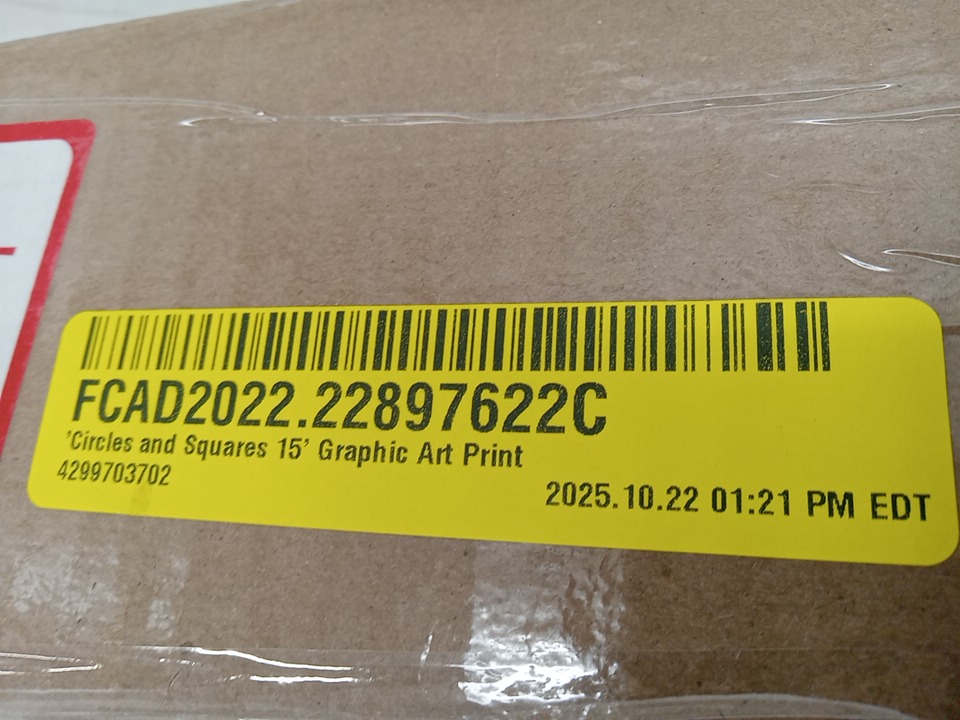 FCAD2022.22897622C
'Circles and Squares 15' Graphic Art Print
4299703702
2025.10.22 01:21 PM EDT